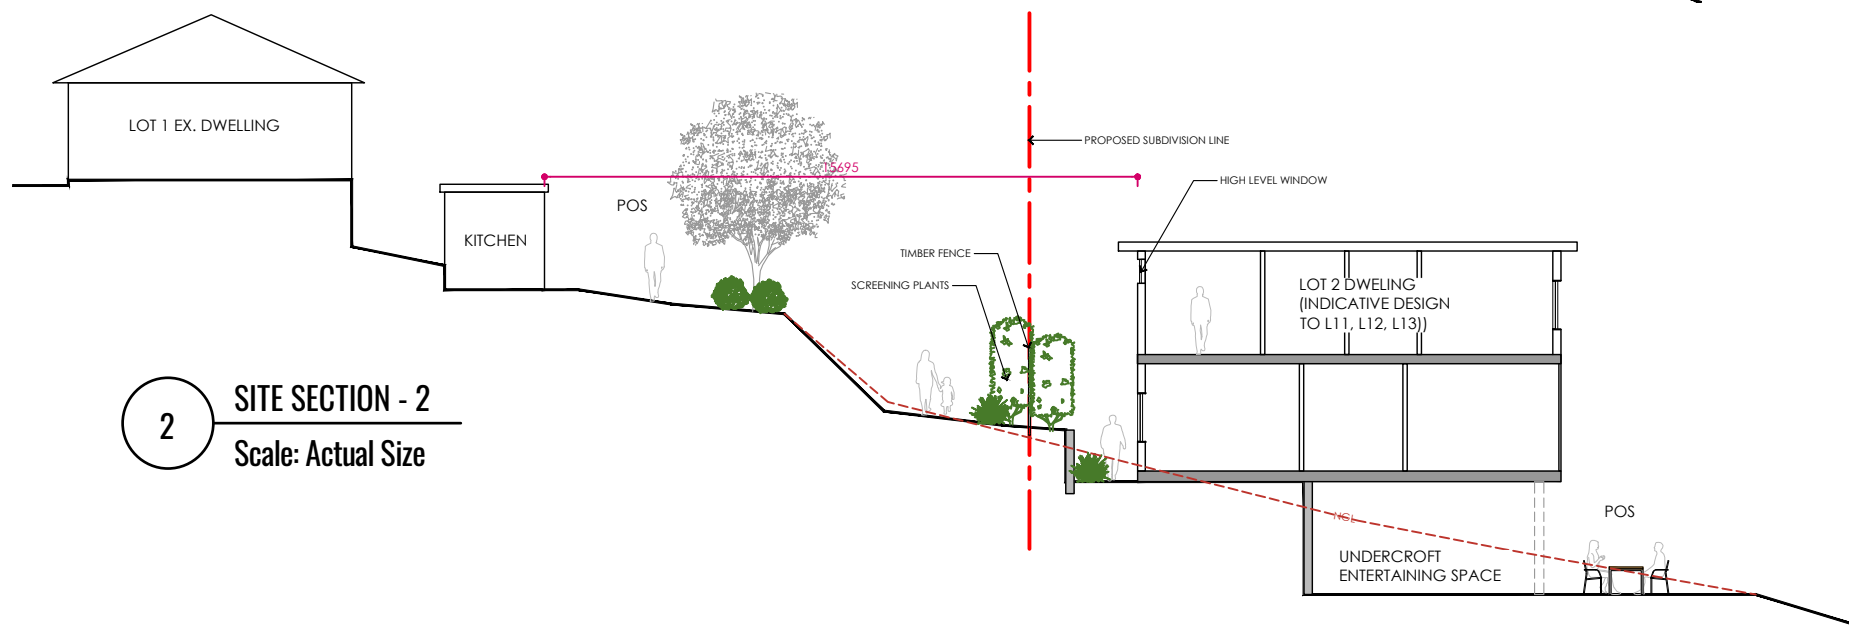 LOT 1 EX. DWELLING
PROPOSED SUBDIVISION LINE
15695
HIGH LEVEL WINDOW
POS
KITCHEN
TIMBER FENCE
SCREENING PLANTS
LOT 2 DWELING
(INDICATIVE DESIGN
TO L11, L12, L13))
2
SITE SECTION - 2
Scale: Actual Size
NGL
POS
UNDERCROFT
ENTERTAINING SPACE